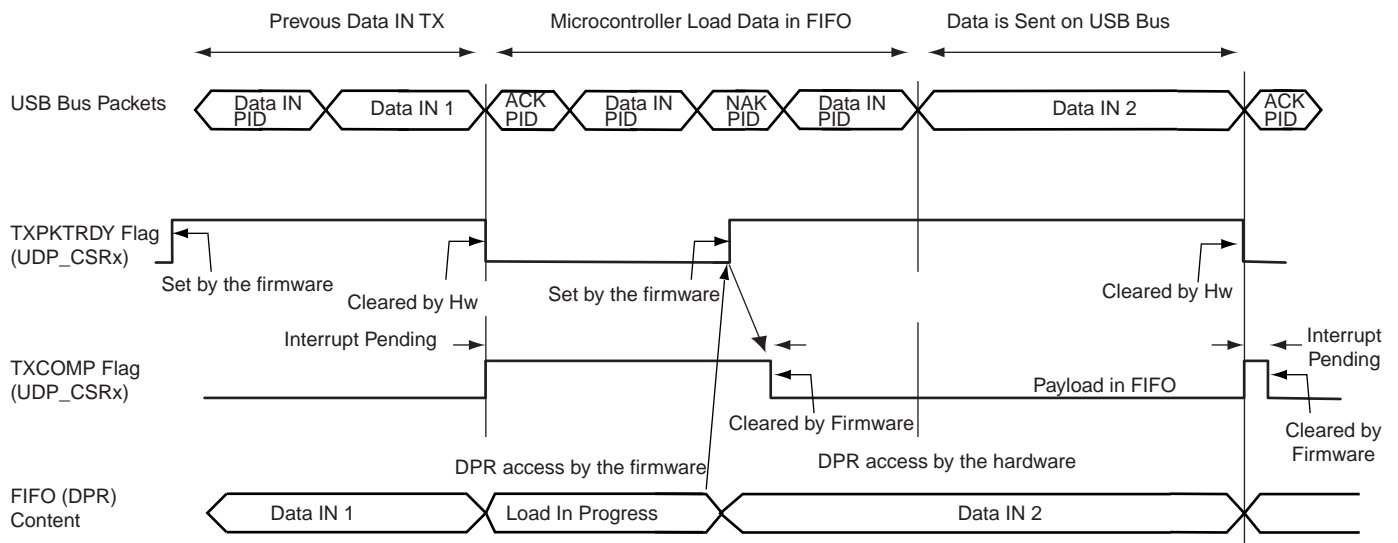 Prevous Data IN TX
Microcontroller Load Data in FIFO
Data is Sent on USB Bus
USB Bus Packets
Data IN
PID
Data IN 1
ACK
PID
Data IN
PID
NAK
PID
Data IN
PID
Data IN 2
ACK
PID
TXPKTRDY Flag
(UDP_CSRx)
Set by the firmware
Cleared by Hw
Set by the firmware
Cleared by Hw
Interrupt Pending
Interrupt
Pending
TXCOMP Flag
(UDP_CSRx)
Payload in FIFO
Cleared by Firmware
Cleared by
Firmware
DPR access by the firmware
DPR access by the hardware
FIFO (DPR)
Content
Data IN 1
Load In Progress
Data IN 2